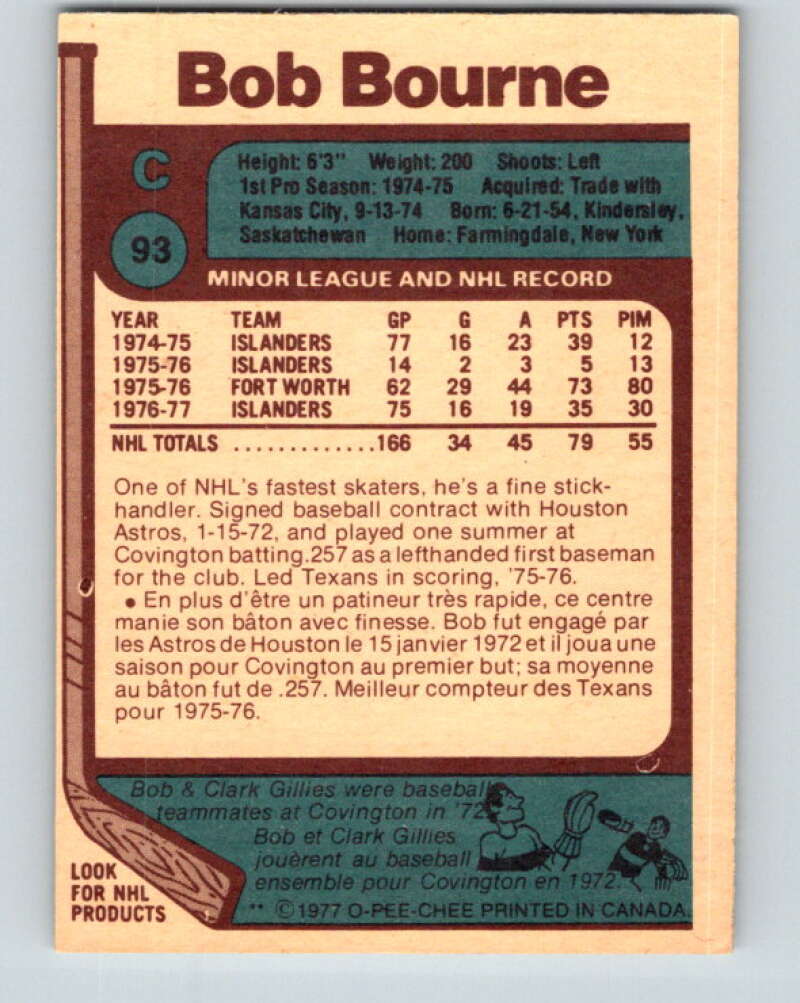 Bob Bourne
C
93
Height: 6'3" Weight: 200 Shoots: Left
1st Pro Season: 1974-75 Acquired: Trade with
Kansas City, 9-13-74 Born: 6-21-54, Kindersley,
Saskatchewan Home: Farmingdale, New York
MINOR LEAGUE AND NHL RECORD
YEAR TEAM GP G A PTS PIM
1974-75 ISLANDERS 77 16 23 39 12
1975-76 ISLANDERS 14 2 3 5 13
1975-76 FORT WORTH 62 29 44 73 80
1976-77 ISLANDERS 75 16 19 35 30
NHL TOTALS .............166 34 45 79 55
One of NHL's fastest skaters, he's a fine stick-
handler. Signed baseball contract with Houston
Astros, 1-15-72, and played one summer at
Covington batting.257 as a lefthanded first baseman
for the club. Led Texans in scoring, '75-76.
• En plus d'être un patineur très rapide, ce centre
manie son bâton avec finesse. Bob fut engagé par
les Astros de Houston le 15 janvier 1972 et il joua une
saison pour Covington au premier but; sa moyenne
au bâton fut de .257. Meilleur compteur des Texans
pour 1975-76.
Bob & Clark Gillies were baseball
teammates at Covington in '72.
Bob et Clark Gillies
jouèrent au baseball
ensemble pour Covington en 1972.
LOOK
FOR NHL
PRODUCTS
** ©1977 O-PEE-CHEE PRINTED IN CANADA.